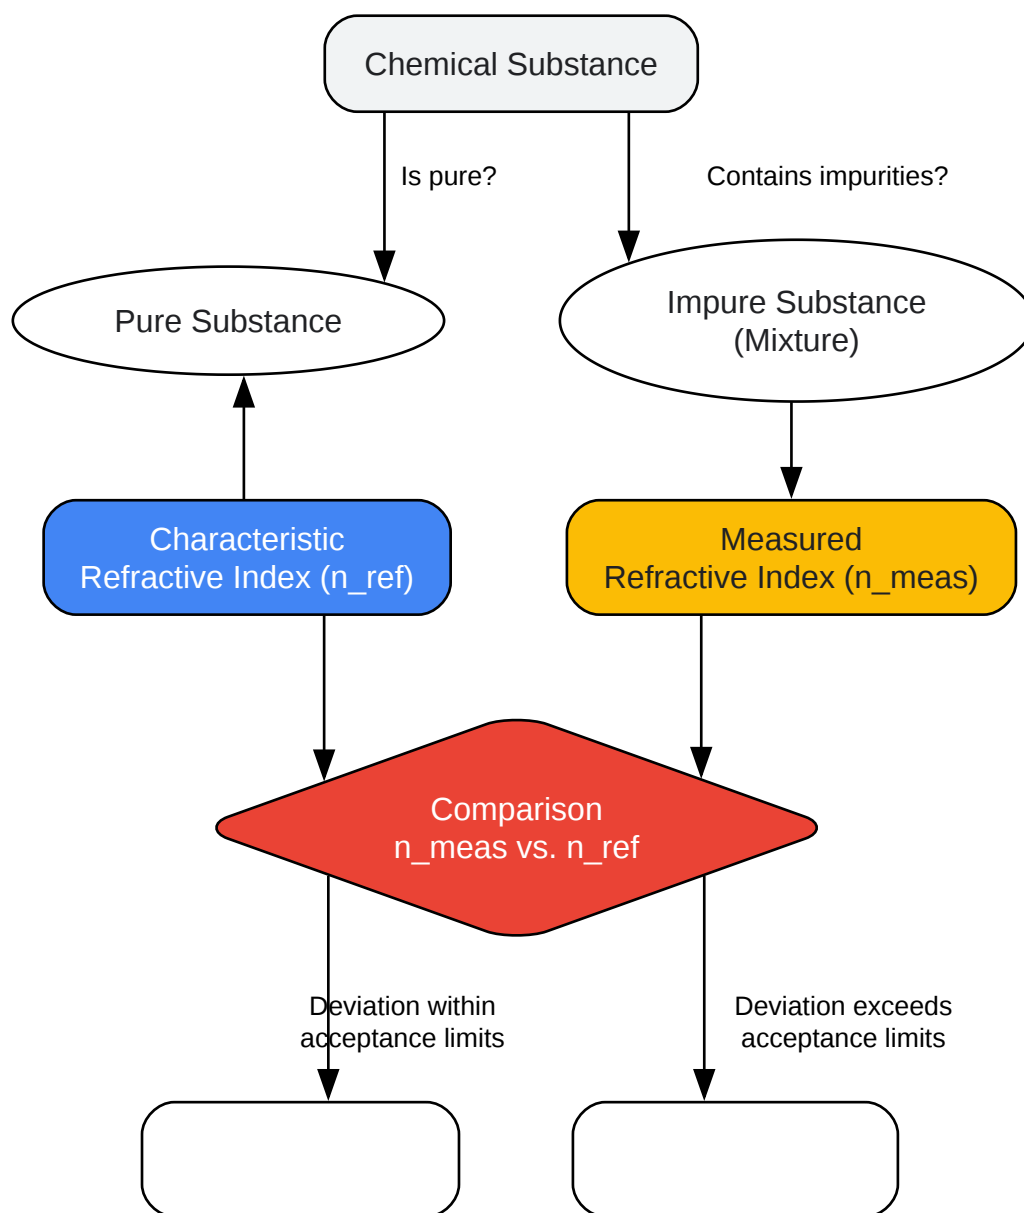 Chemical Substance
Is pure?
Contains impurities?
Pure Substance
Impure Substance
(Mixture)
Characteristic
Refractive Index (n_ref)
Measured
Refractive Index (n_meas)
Comparison
n_meas vs. n_ref
Deviation within
acceptance limits
Deviation exceeds
acceptance limits